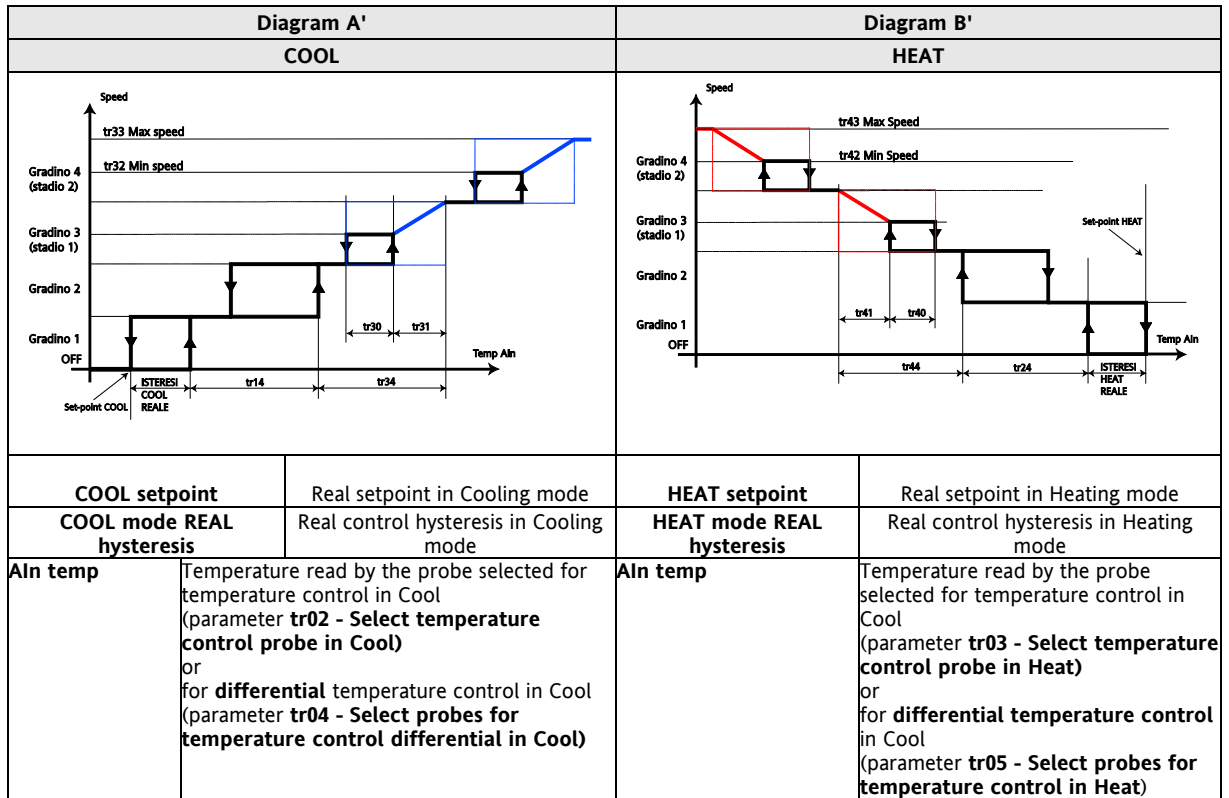 Diagram A'
Diagram B'
COOL
HEAT
Speed
tr33 Max speed
tr32 Min speed
Gradino 4
(stadio 2)
Gradino 3
(stadio 1)
Gradino 2
Gradino 1
OFF
tr30
tr31
Temp AIn
Set-point COOL
ISTERESI
COOL
REALE
tr14
tr34
Speed
tr43 Max Speed
tr42 Min Speed
Gradino 4
(stadio 2)
Gradino 3
(stadio 1)
Set-point HEAT
Gradino 2
Gradino 1
OFF
tr41
tr40
Temp AIn
tr44
tr24
ISTERESI
HEAT
REALE
COOL setpoint
Real setpoint in Cooling mode
HEAT setpoint
Real setpoint in Heating mode
COOL mode REAL
hysteresis
Real control hysteresis in Cooling
mode
HEAT mode REAL
hysteresis
Real control hysteresis in Heating
mode
AIn temp
Temperature read by the probe selected for
temperature control in Cool
(parameter tr02 - Select temperature
control probe in Cool)
or
for differential temperature control in Cool
(parameter tr04 - Select probes for
temperature control differential in Cool)
AIn temp
Temperature read by the probe
selected for temperature control in
Cool
(parameter tr03 - Select temperature
control probe in Heat)
or
for differential temperature control
in Cool
(parameter tr05 - Select probes for
temperature control in Heat)